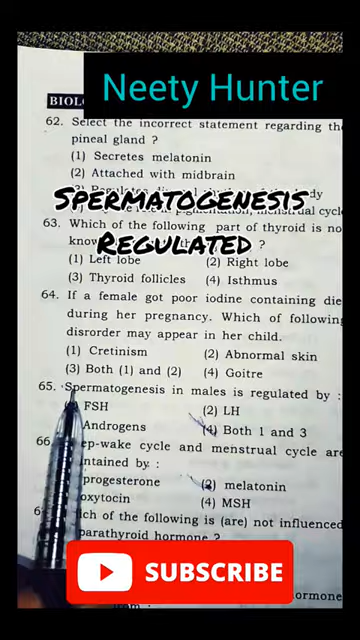 Neety Hunter
BIOL
62. Select the incorrect statement regarding the
pineal gland ?
(1) Secretes melatonin
(2) Attached with midbrain
Spermatogenesis
Regulated
63. Which of the following part of thyroid is no
(1) Left lobe (2) Right lobe
(3) Thyroid follicles (4) Isthmus
64. If a female got poor iodine containing die
during her pregnancy. Which of following
disrorder may appear in her child.
(1) Cretinism (2) Abnormal skin
(3) Both (1) and (2) (4) Goitre
65. Spermatogenesis in males is regulated by :
FSH (2) LH
Androgens (4) Both 1 and 3
66 ep-wake cycle and menstrual cycle are
ntained by :
progesterone (2) melatonin
oxytocin (4) MSH
ich of the following is (are) not influenced
parathyroid hormone ?
SUBSCRIBE